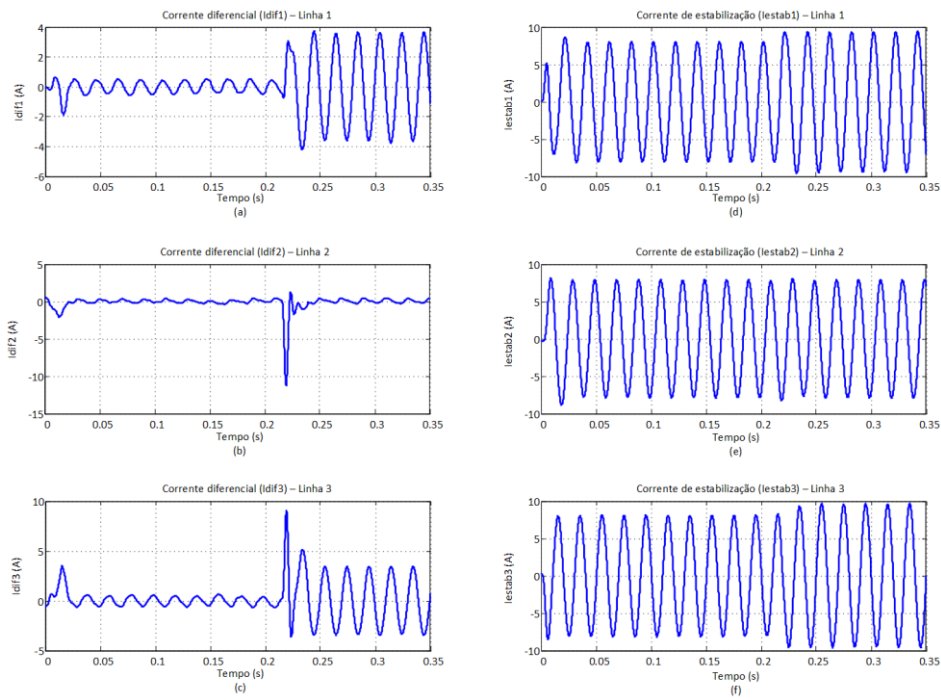 Corrente diferencial (Idif1) – Linha 1
Idif1 (A)
4
2
0
-2
-4
-6
0 0.05 0.1 0.15 0.2 0.25 0.3 0.35
Tempo (s)
(a)
Corrente de estabilização (Iestab1) – Linha 1
Iestab1 (A)
10
5
0
-5
-10
0 0.05 0.1 0.15 0.2 0.25 0.3 0.35
Tempo (s)
(d)
Corrente diferencial (Idif2) – Linha 2
Idif2 (A)
5
0
-5
-10
-15
0 0.05 0.1 0.15 0.2 0.25 0.3 0.35
Tempo (s)
(b)
Corrente de estabilização (Iestab2) – Linha 2
Iestab2 (A)
10
5
0
-5
-10
0 0.05 0.1 0.15 0.2 0.25 0.3 0.35
Tempo (s)
(e)
Corrente diferencial (Idif3) – Linha 3
Idif3 (A)
10
5
0
-5
0 0.05 0.1 0.15 0.2 0.25 0.3 0.35
Tempo (s)
(c)
Corrente de estabilização (Iestab3) – Linha 3
Iestab3 (A)
10
5
0
-5
-10
0 0.05 0.1 0.15 0.2 0.25 0.3 0.35
Tempo (s)
(f)